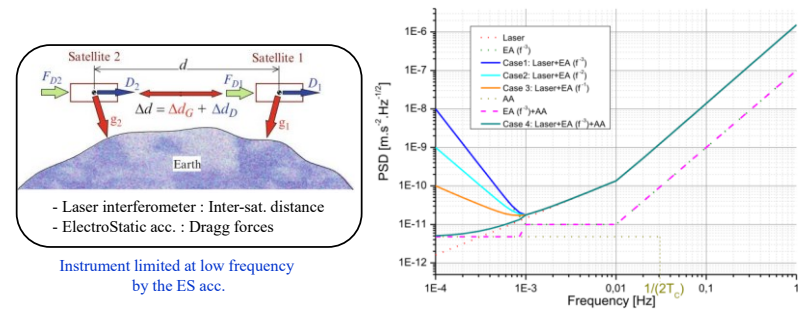 Satellite 2
Satellite 1
d
F_D2
D_2
F_D1
D_1
Δd = Δd_G + Δd_D
g_2
g_1
Earth
- Laser interferometer : Inter-sat. distance
- ElectroStatic acc. : Dragg forces
Instrument limited at low frequency
by the ES acc.
PSD [m.s^-2.Hz^-1/2]
1E-6
1E-7
1E-8
1E-9
1E-10
1E-11
1E-12
Laser
EA (f^-3)
Case1: Laser+EA (f^-3)
Case2: Laser+EA (f^-2)
Case 3: Laser+EA (f^-1)
AA
EA (f^-3)+AA
Case 4: Laser+EA (f^-3)+AA
1E-4
1E-3
0,01
0,1
1
1/(2T_C)
Frequency [Hz]